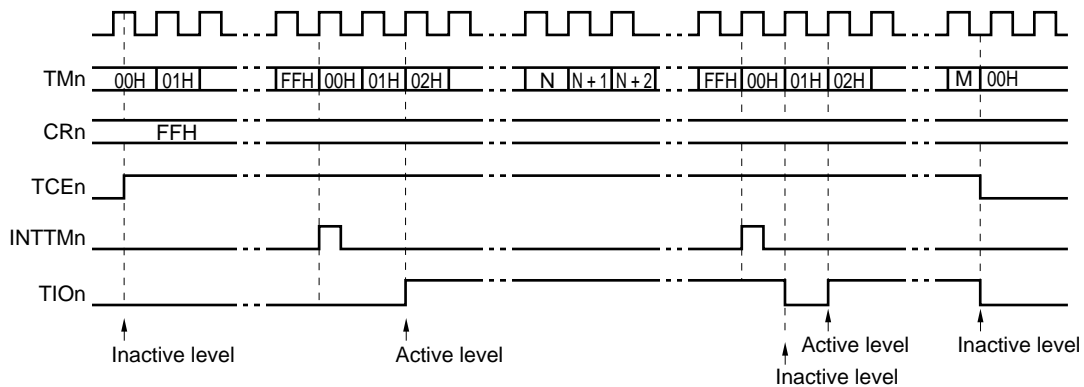 TMn 00H 01H FFH 00H 01H 02H N N + 1 N + 2 FFH 00H 01H 02H M 00H
CRn FFH
TCEn
INTTMn
TIOn
Inactive level Active level Active level Inactive level
Inactive level